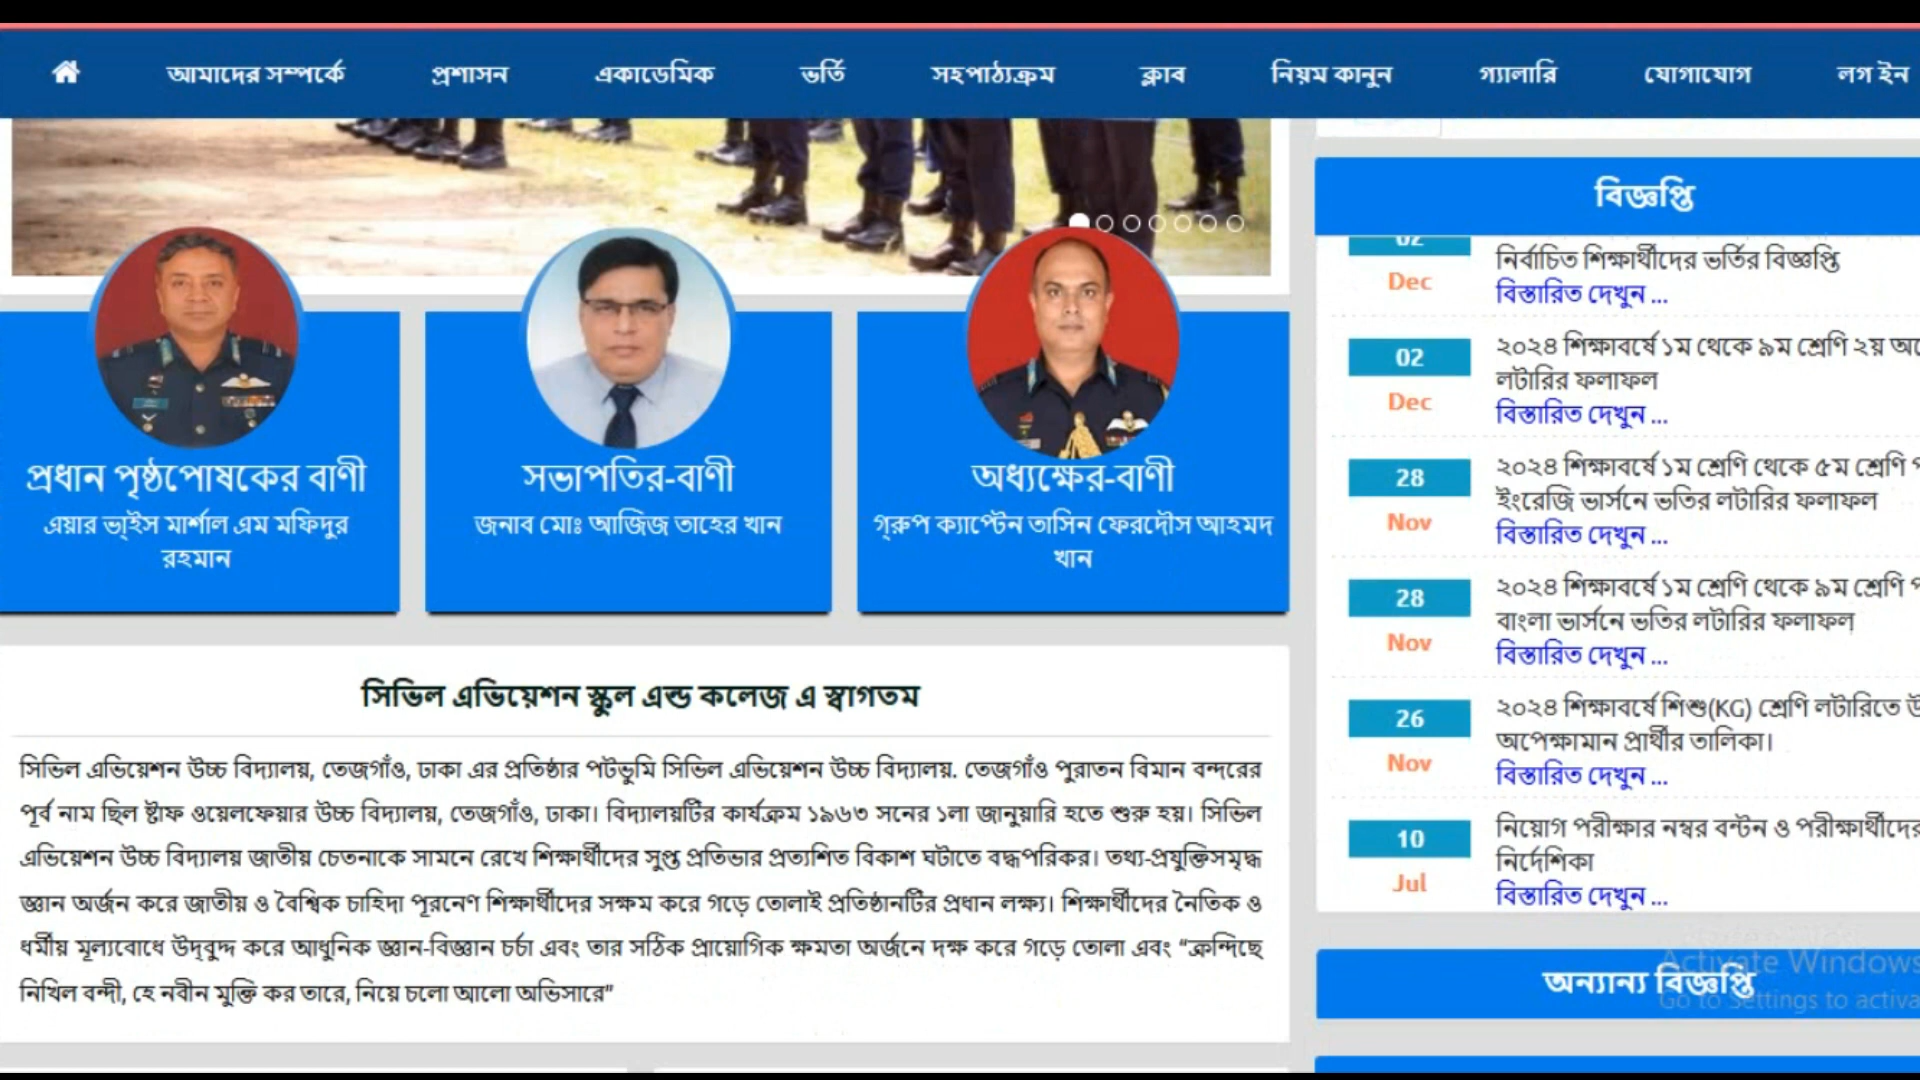 আমাদের সম্পর্কে প্রশাসন একাডেমিক ভর্তি সহপাঠ্যক্রম ক্লাব নিয়ম কানুন গ্যালারি যোগাযোগ লগ ইন
প্রধান পৃষ্ঠপোষকের বাণী
এয়ার ভাইস মার্শাল এম মফিদুর
রহমান
সভাপতির-বাণী
জনাব মোঃ আজিজ তাহের খান
অধ্যক্ষের-বাণী
গ্রুপ ক্যাপ্টেন তাসিন ফেরদৌস আহমদ
খান
সিভিল এভিয়েশন স্কুল এন্ড কলেজ এ স্বাগতম
সিভিল এভিয়েশন উচ্চ বিদ্যালয়, তেজগাঁও, ঢাকা এর প্রতিষ্ঠার পটভুমি সিভিল এভিয়েশন উচ্চ বিদ্যালয়. তেজগাঁও পুরাতন বিমান বন্দরের
পূর্ব নাম ছিল ষ্টাফ ওয়েলফেয়ার উচ্চ বিদ্যালয়, তেজগাঁও, ঢাকা। বিদ্যালয়টির কার্যক্রম ১৯৬৩ সনের ১লা জানুয়ারি হতে শুরু হয়। সিভিল
এভিয়েশন উচ্চ বিদ্যালয় জাতীয় চেতনাকে সামনে রেখে শিক্ষার্থীদের সুপ্ত প্রতিভার প্রত্যশিত বিকাশ ঘটাতে বদ্ধপরিকর। তথ্য-প্রযুক্তিসমৃদ্ধ
জ্ঞান অর্জন করে জাতীয় ও বৈশ্বিক চাহিদা পূরনেণ শিক্ষার্থীদের সক্ষম করে গড়ে তোলাই প্রতিষ্ঠানটির প্রধান লক্ষ্য। শিক্ষার্থীদের নৈতিক ও
ধর্মীয় মূল্যবোধে উদ্বুদ্দ করে আধুনিক জ্ঞান-বিজ্ঞান চর্চা এবং তার সঠিক প্রায়োগিক ক্ষমতা অর্জনে দক্ষ করে গড়ে তোলা এবং “ক্রন্দিছে
নিখিল বন্দী, হে নবীন মুক্তি কর তারে, নিয়ে চলো আলো অভিসারে”
বিজ্ঞপ্তি
02
Dec
নির্বাচিত শিক্ষার্থীদের ভর্তির বিজ্ঞপ্তি
বিস্তারিত দেখুন ...
02
Dec
২০২৪ শিক্ষাবর্ষে ১ম থেকে ৯ম শ্রেণি ২য়
লটারির ফলাফল
বিস্তারিত দেখুন ...
28
Nov
২০২৪ শিক্ষাবর্ষে ১ম শ্রেণি থেকে ৫ম শ্রেণি
ইংরেজি ভার্সনে ভতির লটারির ফলাফল
বিস্তারিত দেখুন ...
28
Nov
২০২৪ শিক্ষাবর্ষে ১ম শ্রেণি থেকে ৯ম শ্রেণি
বাংলা ভার্সনে ভতির লটারির ফলাফল
বিস্তারিত দেখুন ...
26
Nov
২০২৪ শিক্ষাবর্ষে শিশু(KG) শ্রেণি লটারিতে
অপেক্ষামান প্রার্থীর তালিকা।
বিস্তারিত দেখুন ...
10
Jul
নিয়োগ পরীক্ষার নম্বর বন্টন ও পরীক্ষার্থীদের
নির্দেশিকা
বিস্তারিত দেখুন ...
অন্যান্য বিজ্ঞপ্তি
Activate Windows
Go to Settings to activa